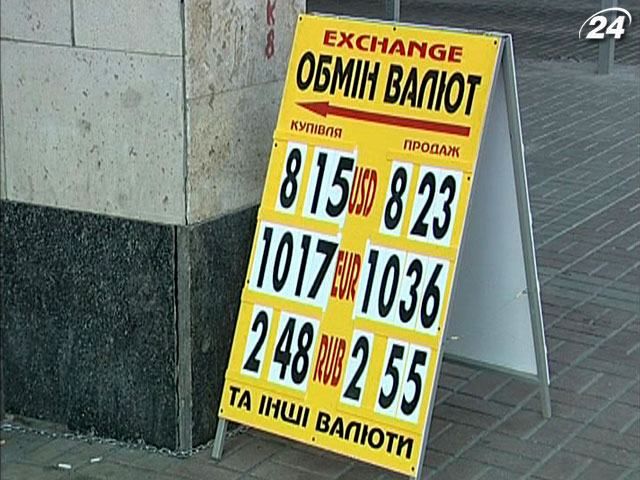 24
К8
EXCHANGE
ОБМІН ВАЛЮТ
КУПІВЛЯ ПРОДАЖ
8 15 USD 8 23
10 17 EUR 10 36
2 48 RUB 2 55
ТА ІНШІ ВАЛЮТИ